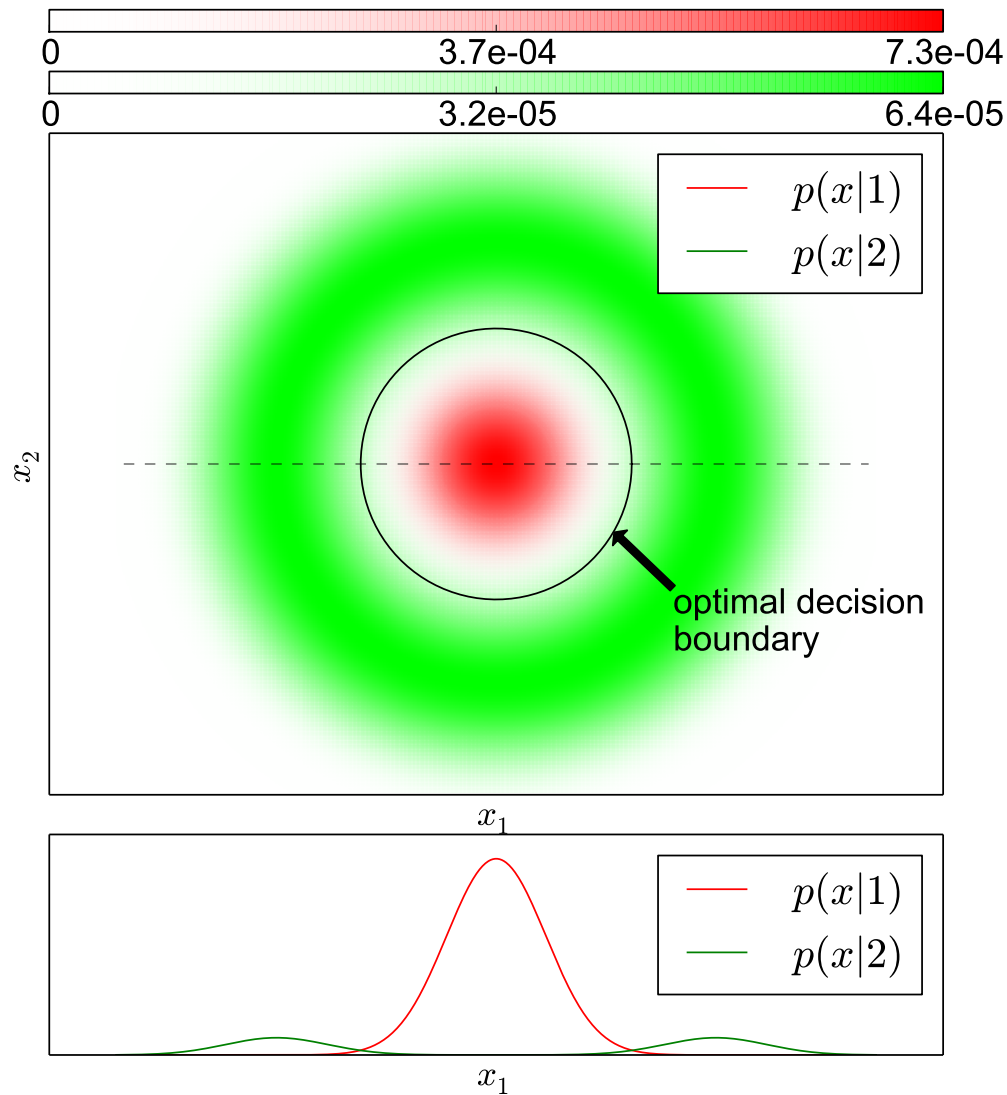 0 3.7e-04 7.3e-04
0 3.2e-05 6.4e-05
p(x|1)
p(x|2)
x₂
optimal decision
boundary
x₁
p(x|1)
p(x|2)
x₁